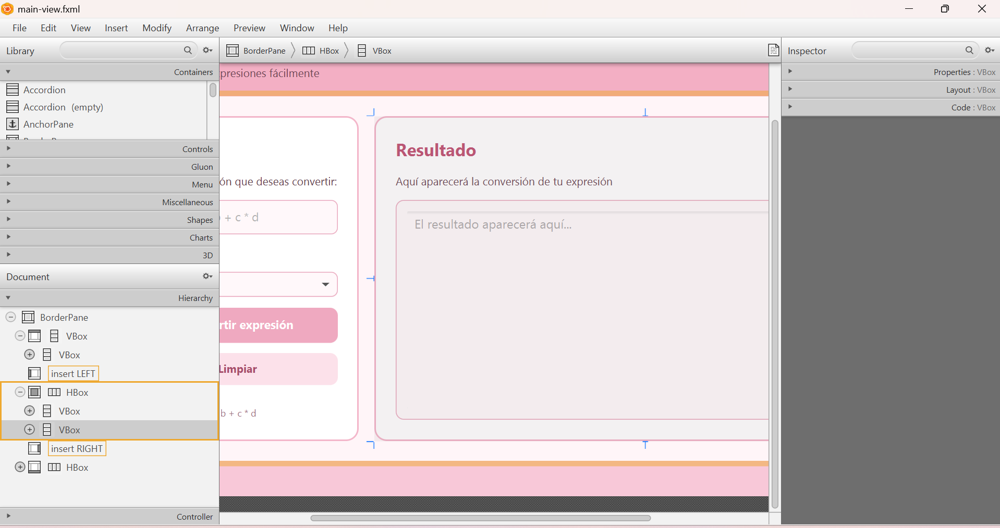 main-view.fxml
File Edit View Insert Modify Arrange Preview Window Help
Library
Containers
Accordion
Accordion (empty)
AnchorPane
Controls
Gluon
Menu
Miscellaneous
Shapes
Charts
3D
Document
Hierarchy
BorderPane
VBox
VBox
insert LEFT
HBox
VBox
VBox
insert RIGHT
HBox
Controller
BorderPane HBox VBox
presiones fácilmente
ón que deseas convertir:
+ c * d
rtir expresión
Limpiar
b + c * d
Resultado
Aquí aparecerá la conversión de tu expresión
El resultado aparecerá aquí...
Inspector
Properties : VBox
Layout : VBox
Code : VBox